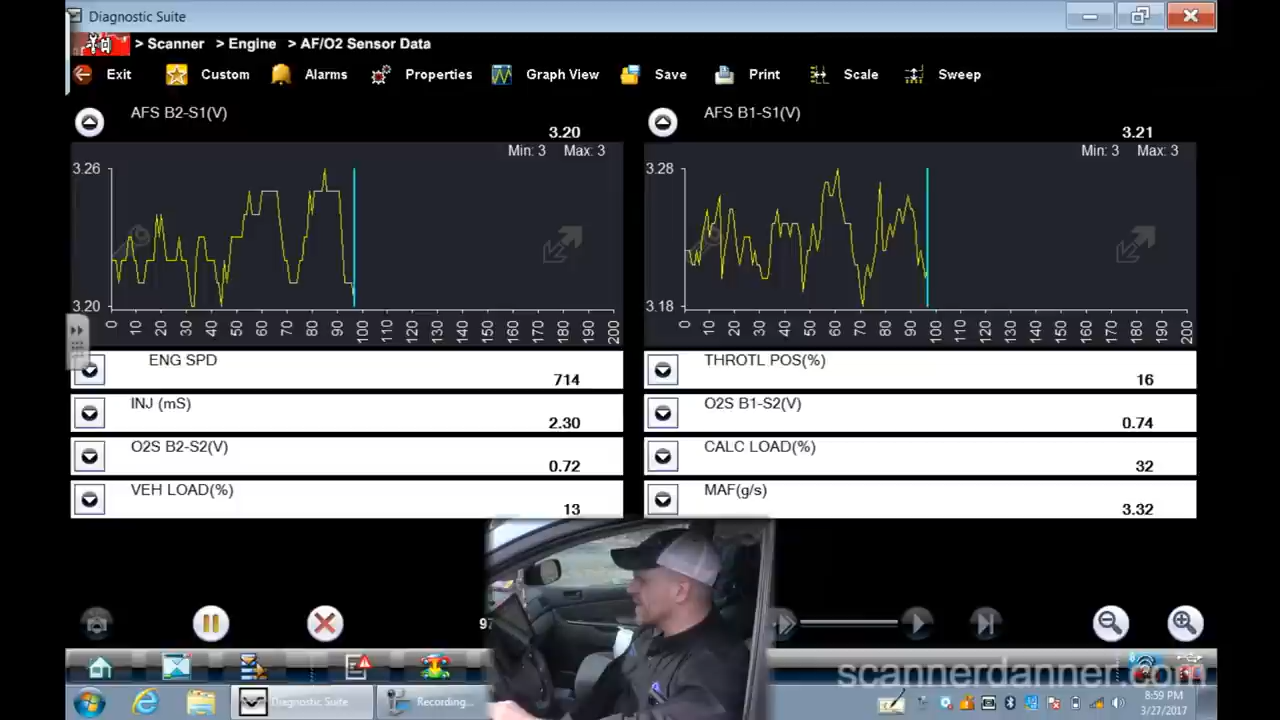 Diagnostic Suite
> Scanner > Engine > AF/O2 Sensor Data
Exit Custom Alarms Properties Graph View Save Print Scale Sweep
AFS B2-S1(V)
3.20
Min: 3 Max: 3
3.26
3.20
0 10 20 30 40 50 60 70 80 90 100 110 120 130 140 150 160 170 180 190 200
AFS B1-S1(V)
3.21
Min: 3 Max: 3
3.28
3.18
0 10 20 30 40 50 60 70 80 90 100 110 120 130 140 150 160 170 180 190 200
ENG SPD
714
THROTL POS(%)
16
INJ (mS)
2.30
O2S B1-S2(V)
0.74
O2S B2-S2(V)
0.72
CALC LOAD(%)
32
VEH LOAD(%)
13
MAF(g/s)
3.32
97
scannerdanner.com
Diagnostic Suite
Recording...
8:59 PM
3/27/2017